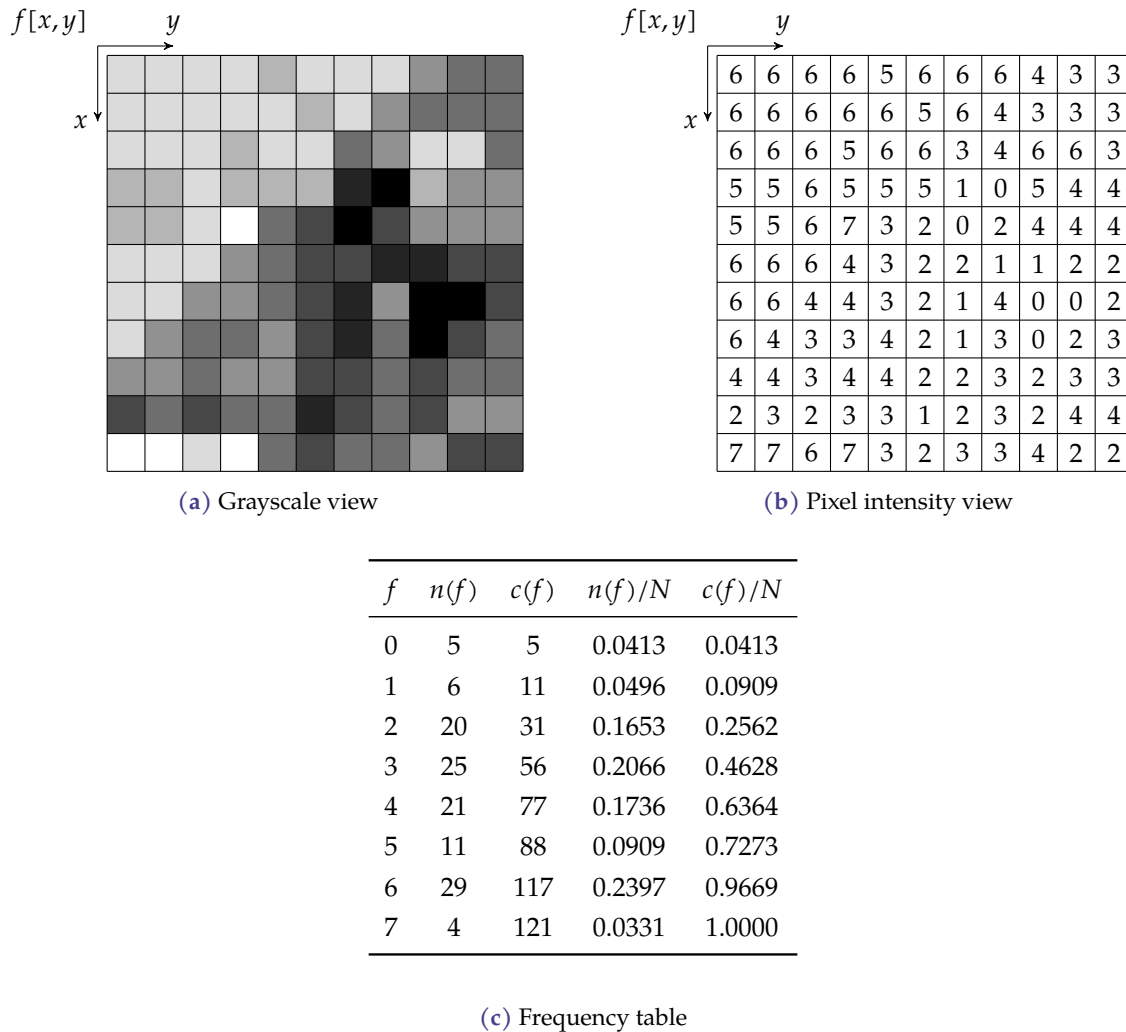 f[x, y]
y
x
(a) Grayscale view
f[x, y]
y
x
6 6 6 6 5 6 6 6 4 3 3
6 6 6 6 6 5 6 4 3 3 3
6 6 6 5 6 6 3 4 6 6 3
5 5 6 5 5 5 1 0 5 4 4
5 5 6 7 3 2 0 2 4 4 4
6 6 6 4 3 2 2 1 1 2 2
6 6 4 4 3 2 1 4 0 0 2
6 4 3 3 4 2 1 3 0 2 3
4 4 3 4 4 2 2 3 2 3 3
2 3 2 3 3 1 2 3 2 4 4
7 7 6 7 3 2 3 3 4 2 2
(b) Pixel intensity view
f n(f) c(f) n(f)/N c(f)/N
0 5 5 0.0413 0.0413
1 6 11 0.0496 0.0909
2 20 31 0.1653 0.2562
3 25 56 0.2066 0.4628
4 21 77 0.1736 0.6364
5 11 88 0.0909 0.7273
6 29 117 0.2397 0.9669
7 4 121 0.0331 1.0000
(c) Frequency table